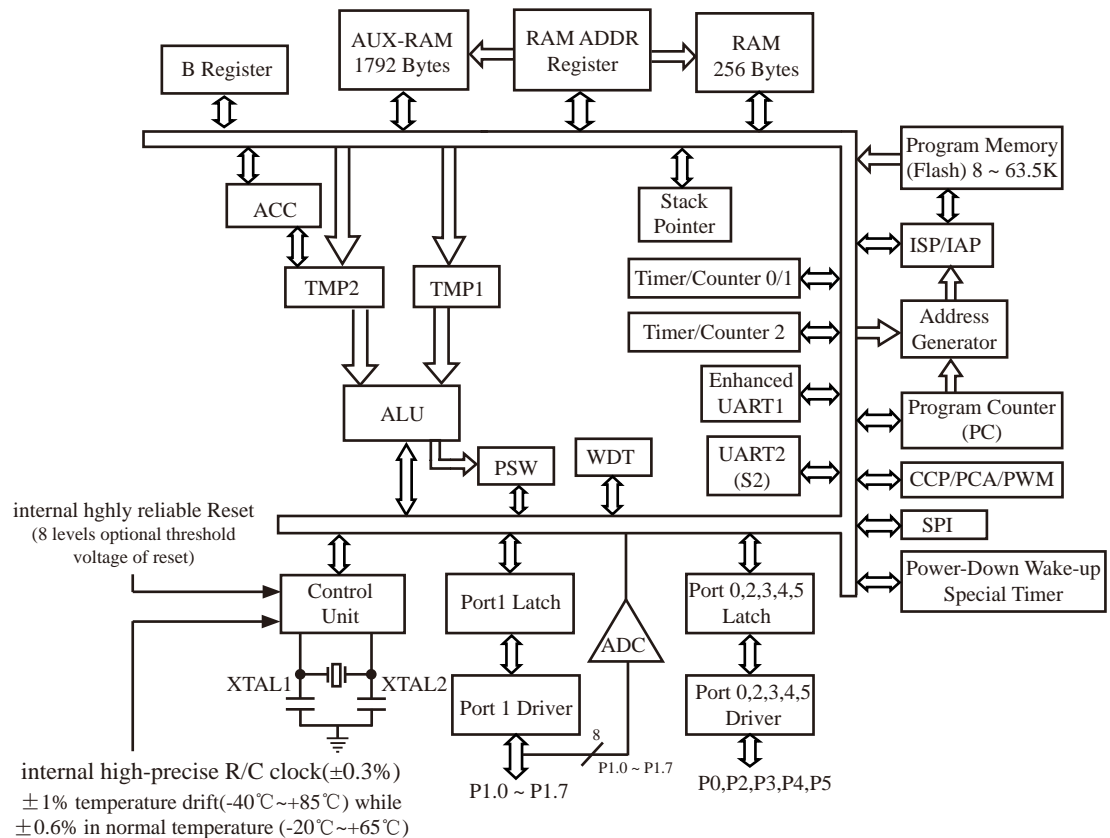 AUX-RAM
1792 Bytes
RAM ADDR
Register
RAM
256 Bytes
B Register
Program Memory
(Flash) 8 ~ 63.5K
ACC
Stack
Pointer
ISP/IAP
TMP2
TMP1
Timer/Counter 0/1
Timer/Counter 2
Address
Generator
Enhanced
UART1
ALU
Program Counter
(PC)
PSW
WDT
UART2
(S2)
CCP/PCA/PWM
internal hghly reliable Reset
(8 levels optional threshold
voltage of reset)
SPI
Power-Down Wake-up
Special Timer
Control
Unit
Port1 Latch
Port 0,2,3,4,5
Latch
ADC
XTAL1
XTAL2
Port 1 Driver
Port 0,2,3,4,5
Driver
8
P1.0 ~ P1.7
P1.0 ~ P1.7
P0,P2,P3,P4,P5
internal high-precise R/C clock(±0.3%)
±1% temperature drift(-40℃~+85℃) while
±0.6% in normal temperature (-20℃~+65℃)